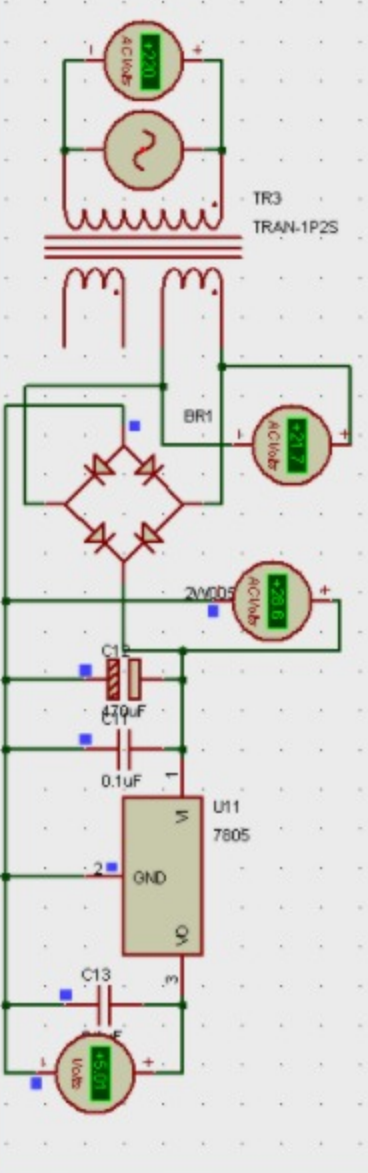 +220
AC Volts
TR3
TRAN-1P2S
BR1
+21.7
AC Volts
2W005
+28.6
AC Volts
C12
470uF
C11
0.1uF
1
VI
U11
7805
2
GND
VO
3
C13
+5.01
Volts